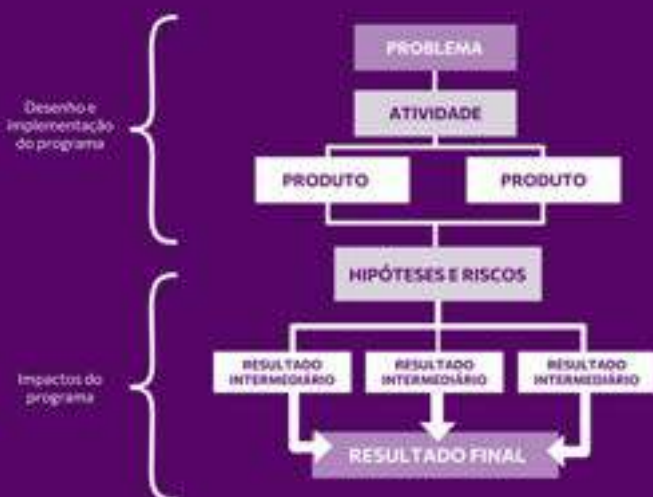 PROBLEMA
Desenho e
implementação
do programa
ATIVIDADE
PRODUTO
PRODUTO
HIPÓTESES E RISCOS
Impactos do
programa
RESULTADO
INTERMEDIÁRIO
RESULTADO
INTERMEDIÁRIO
RESULTADO
INTERMEDIÁRIO
RESULTADO FINAL